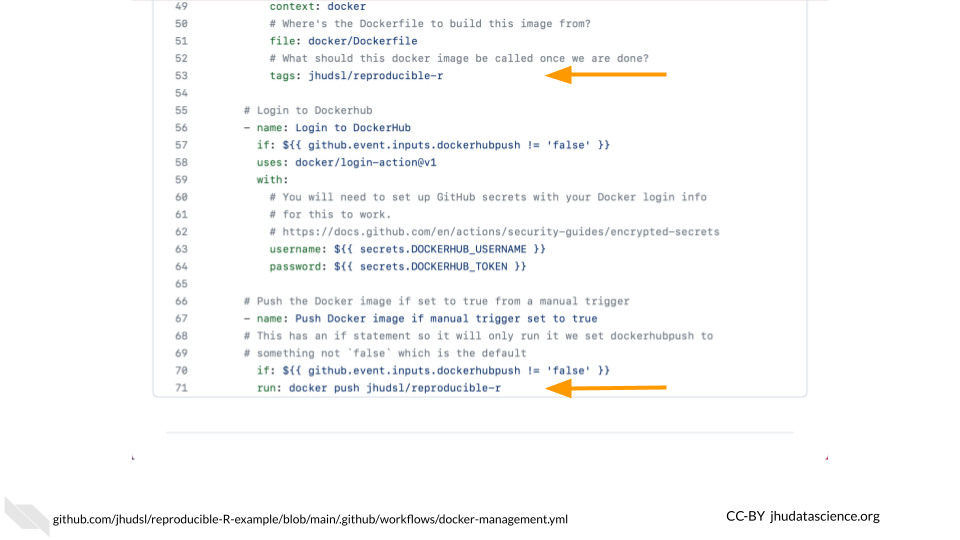 49 context: docker
50 # Where's the Dockerfile to build this image from?
51 file: docker/Dockerfile
52 # What should this docker image be called once we are done?
53 tags: jhudsl/reproducible-r
54
55 # Login to Dockerhub
56 - name: Login to DockerHub
57 if: ${{ github.event.inputs.dockerhubpush != 'false' }}
58 uses: docker/login-action@v1
59 with:
60 # You will need to set up GitHub secrets with your Docker login info
61 # for this to work.
62 # https://docs.github.com/en/actions/security-guides/encrypted-secrets
63 username: ${{ secrets.DOCKERHUB_USERNAME }}
64 password: ${{ secrets.DOCKERHUB_TOKEN }}
65
66 # Push the Docker image if set to true from a manual trigger
67 - name: Push Docker image if manual trigger set to true
68 # This has an if statement so it will only run it we set dockerhubpush to
69 # something not `false` which is the default
70 if: ${{ github.event.inputs.dockerhubpush != 'false' }}
71 run: docker push jhudsl/reproducible-r
github.com/jhudsl/reproducible-R-example/blob/main/.github/workflows/docker-management.yml
CC-BY jhudatascience.org